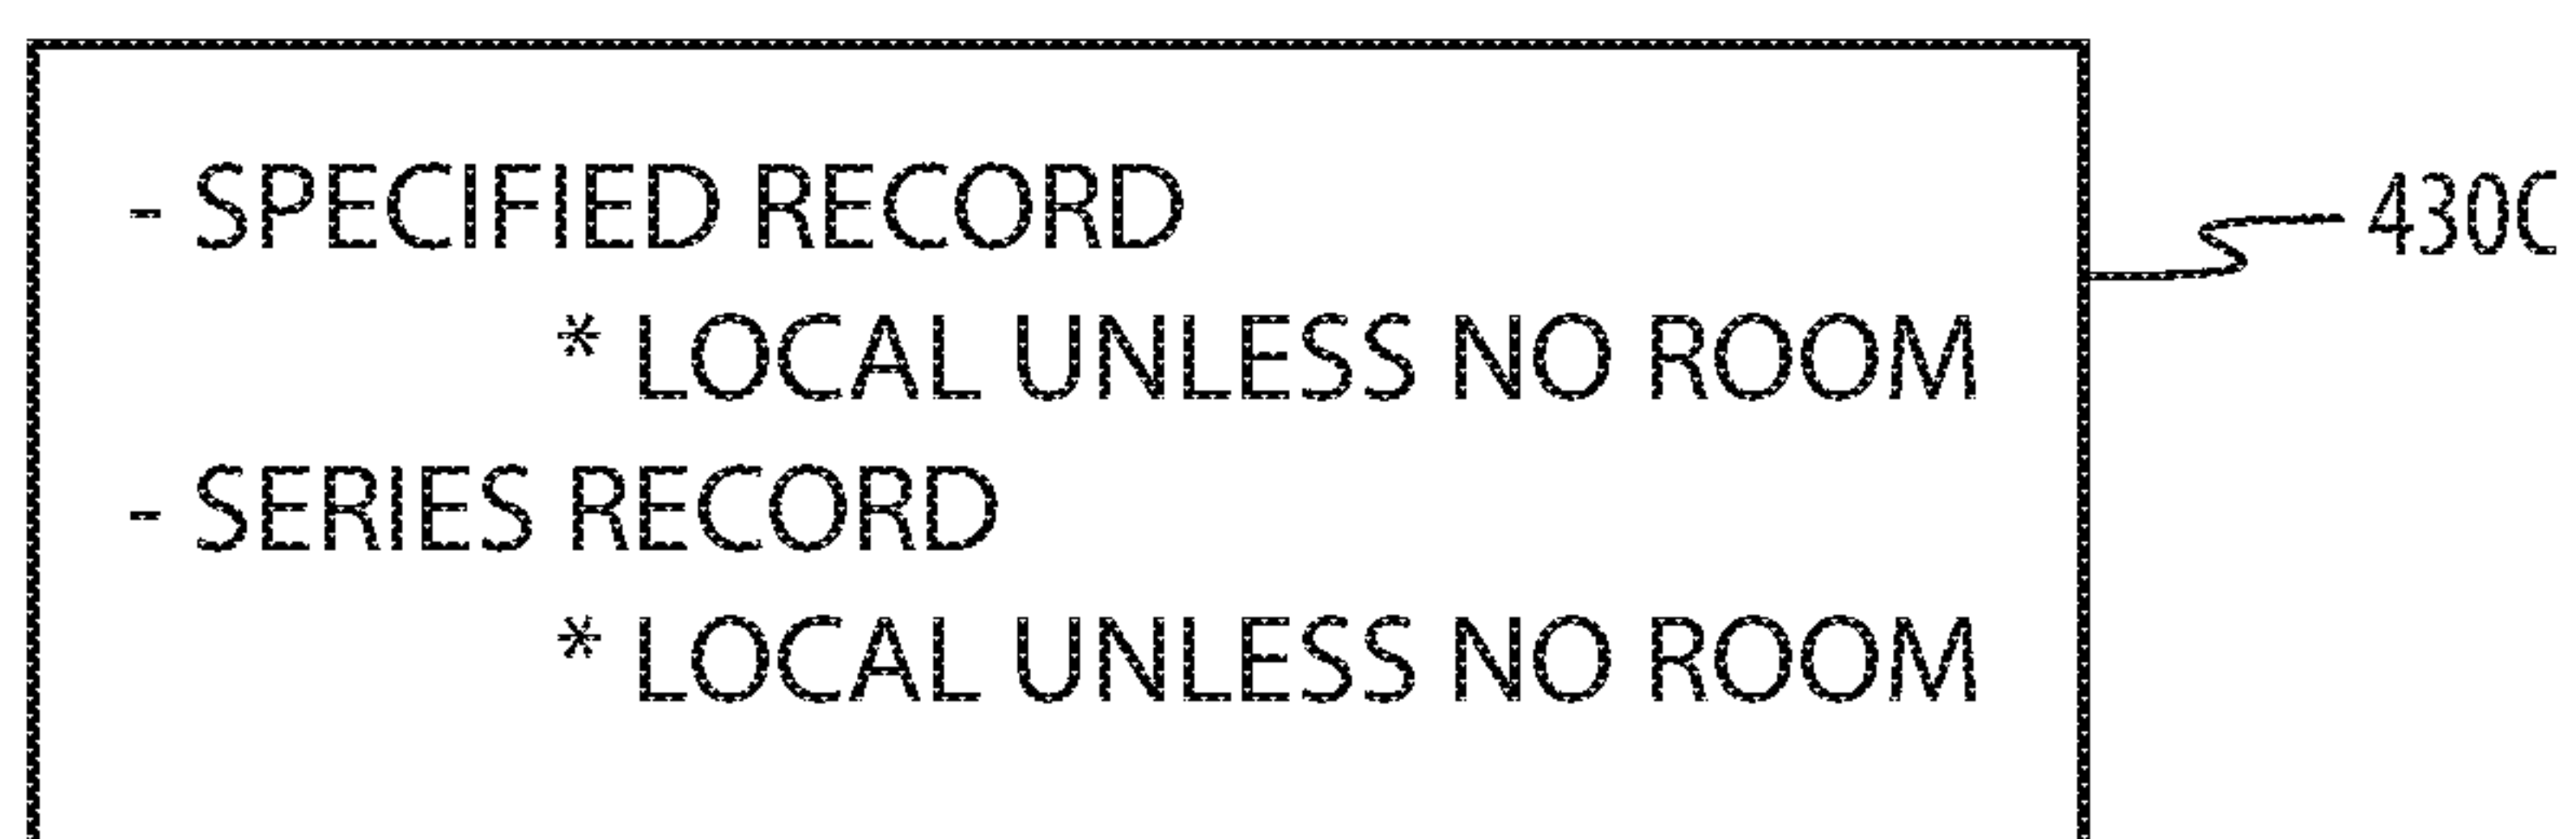 - SPECIFIED RECORD
* LOCAL UNLESS NO ROOM
- SERIES RECORD
* LOCAL UNLESS NO ROOM
430C